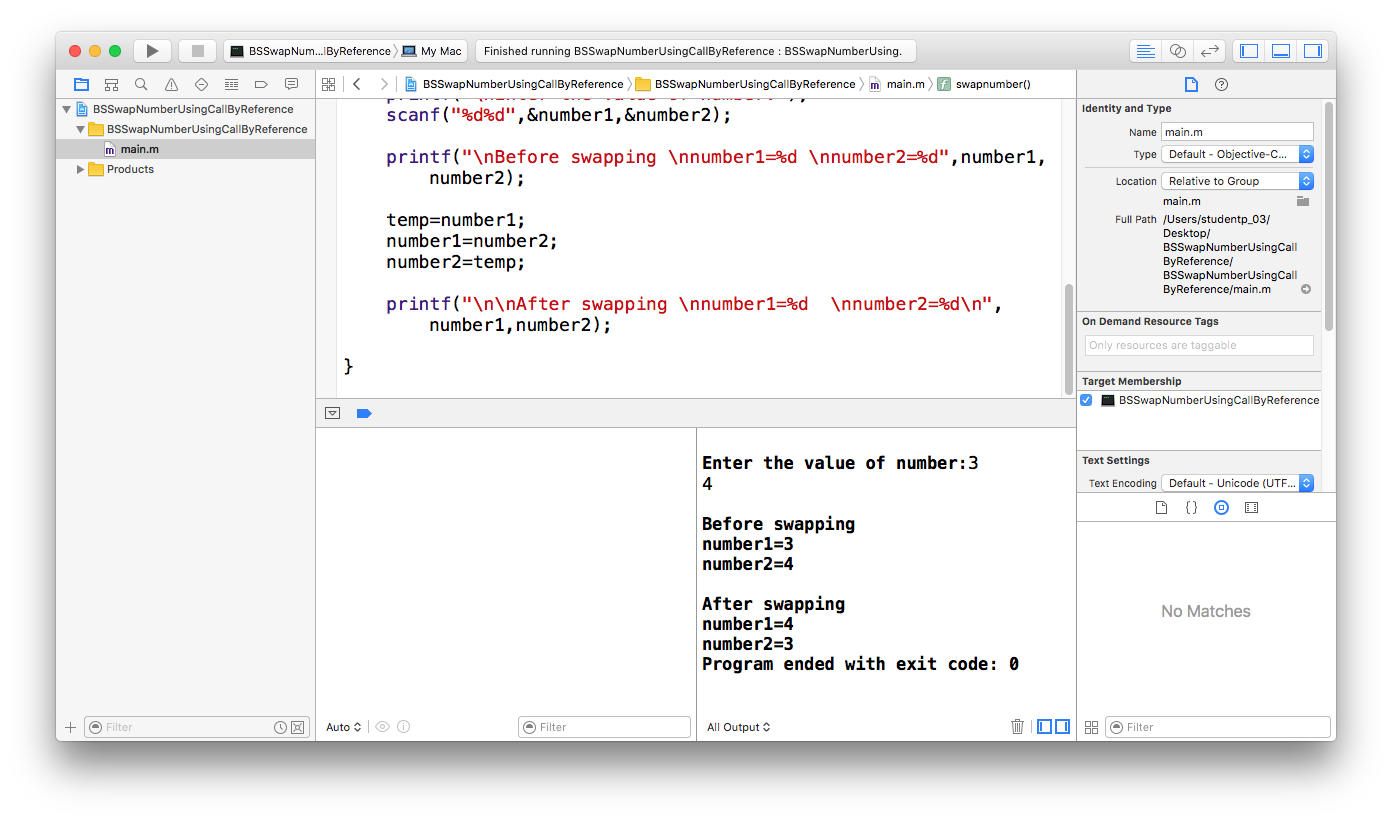 BSSwapNum...lByReference
My Mac
Finished running BSSwapNumberUsingCallByReference : BSSwapNumberUsing.
BSSwapNumberUsingCallByReference
BSSwapNumberUsingCallByReference
main.m
swapnumber()
BSSwapNumberUsingCallByReference
BSSwapNumberUsingCallByReference
main.m
Products
scanf("%d%d",&number1,&number2);
printf("\nBefore swapping \nnumber1=%d \nnumber2=%d",number1,
number2);
temp=number1;
number1=number2;
number2=temp;
printf("\n\nAfter swapping \nnumber1=%d  \nnumber2=%d\n",
number1,number2);
}
Enter the value of number:3
4
Before swapping
number1=3
number2=4
After swapping
number1=4
number2=3
Program ended with exit code: 0
Filter
Auto
Filter
All Output
Identity and Type
Name main.m
Type Default - Objective-C...
Location Relative to Group
main.m
Full Path /Users/studentp_03/
Desktop/
BSSwapNumberUsingCall
ByReference/
BSSwapNumberUsingCall
ByReference/main.m
On Demand Resource Tags
Only resources are taggable
Target Membership
BSSwapNumberUsingCallByReference
Text Settings
Text Encoding Default - Unicode (UTF...
No Matches
Filter